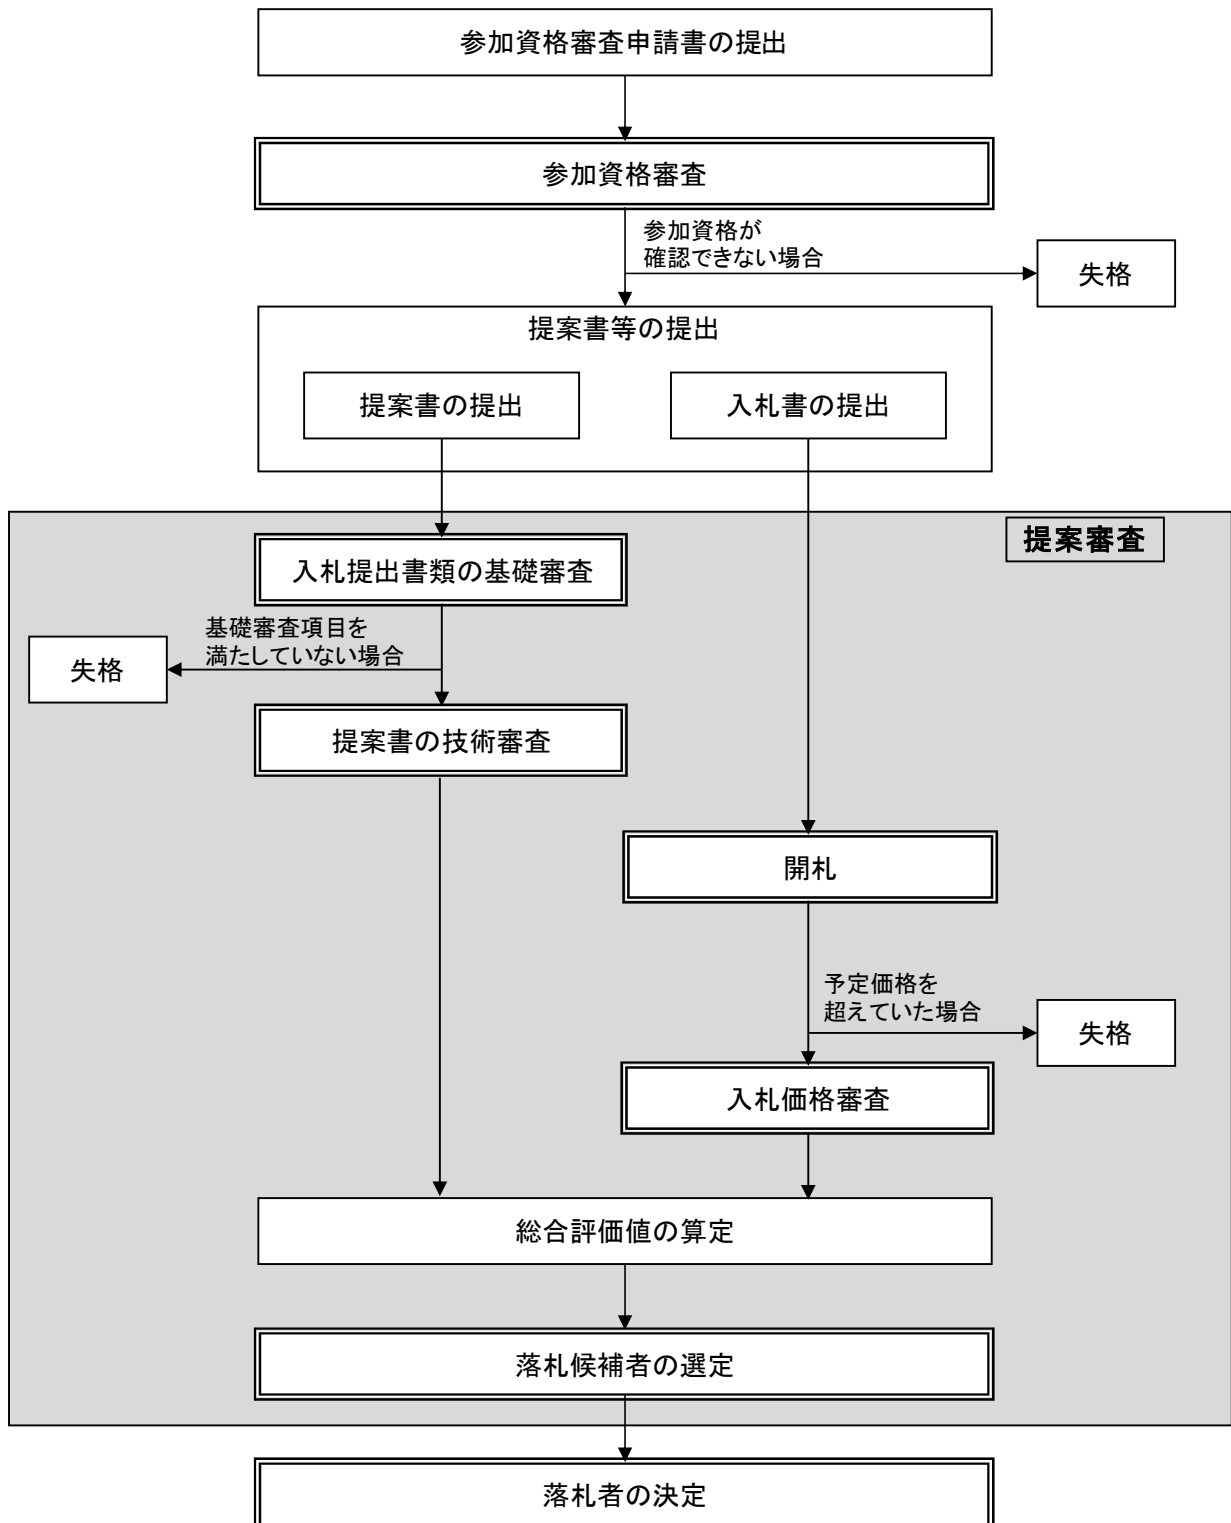 参加資格審査申請書の提出
参加資格審査
参加資格が
確認できない場合
失格
提案書等の提出
提案書の提出
入札書の提出
提案審査
入札提出書類の基礎審査
基礎審査項目を
満たしていない場合
失格
提案書の技術審査
開札
予定価格を
超えていた場合
失格
入札価格審査
総合評価値の算定
落札候補者の選定
落札者の決定